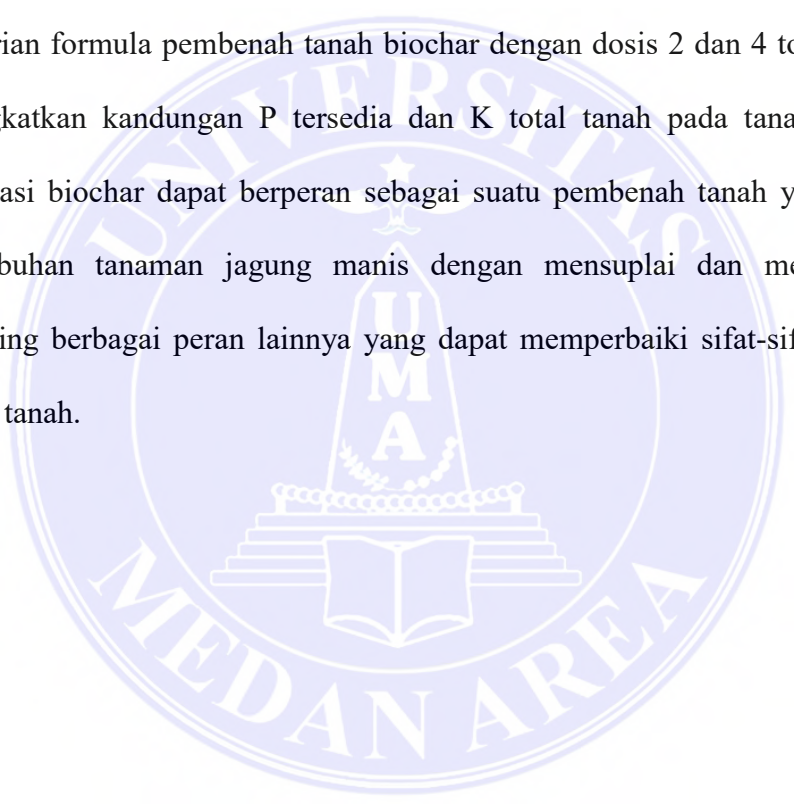 rian formula pembenah tanah biochar dengan dosis 2 dan 4 to
gkatkan kandungan P tersedia dan K total tanah pada tana
asi biochar dapat berperan sebagai suatu pembenah tanah y
buhan tanaman jagung manis dengan mensuplai dan me
ing berbagai peran lainnya yang dapat memperbaiki sifat-sif
tanah.
UNIVERSITAS
UMA
MEDAN AREA